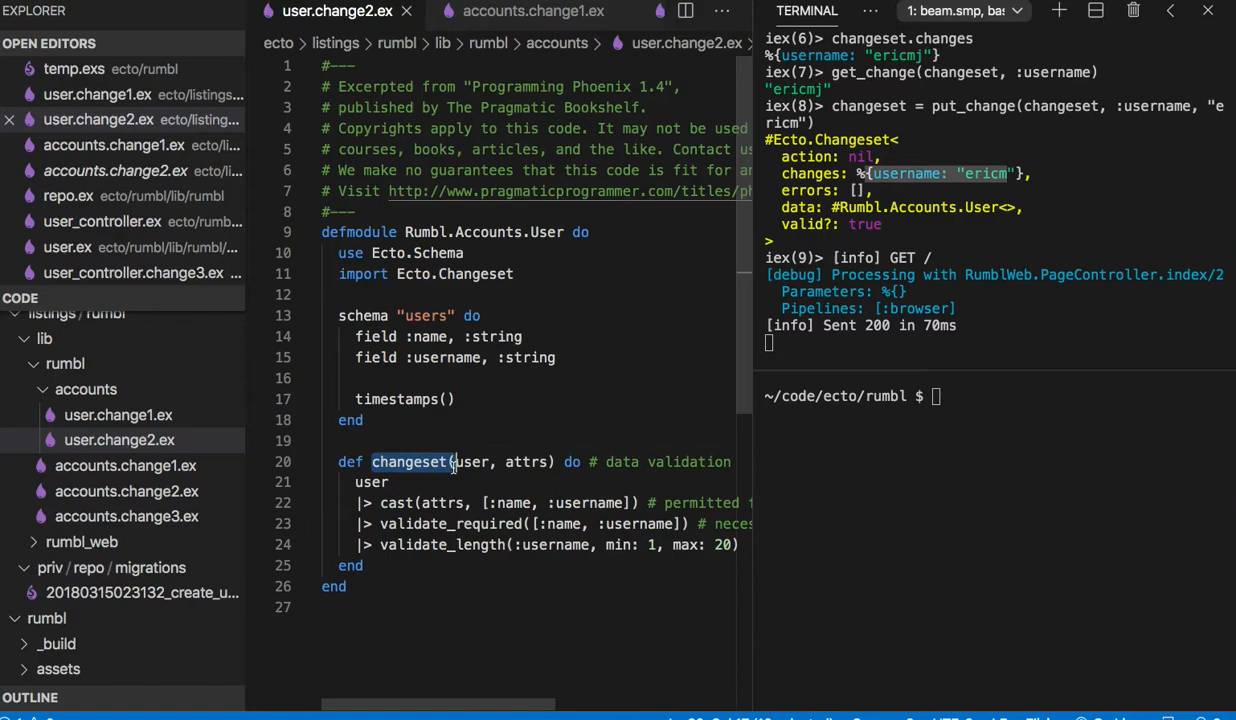 EXPLORER
OPEN EDITORS
temp.exs ecto/rumbl
user.change1.ex ecto/listings...
user.change2.ex ecto/listing...
accounts.change1.ex ecto/li...
accounts.change2.ex ecto/li...
repo.ex ecto/rumbl/lib/rumbl
user_controller.ex ecto/rumb...
user.ex ecto/rumbl/lib/rumbl/...
user_controller.change3.ex ...
CODE
listings / rumbl
lib
rumbl
accounts
user.change1.ex
user.change2.ex
accounts.change1.ex
accounts.change2.ex
accounts.change3.ex
rumbl_web
priv / repo / migrations
20180315023132_create_u...
rumbl
_build
assets
OUTLINE
user.change2.ex
accounts.change1.ex
ecto > listings > rumbl > lib > rumbl > accounts > user.change2.ex >
1 #---
2 # Excerpted from "Programming Phoenix 1.4",
3 # published by The Pragmatic Bookshelf.
4 # Copyrights apply to this code. It may not be used
5 # courses, books, articles, and the like. Contact us
6 # We make no guarantees that this code is fit for an
7 # Visit http://www.pragmaticprogrammer.com/titles/ph
8 #---
9 defmodule Rumbl.Accounts.User do
10 use Ecto.Schema
11 import Ecto.Changeset
12
13 schema "users" do
14 field :name, :string
15 field :username, :string
16
17 timestamps()
18 end
19
20 def changeset(user, attrs) do # data validation
21 user
22 |> cast(attrs, [:name, :username]) # permitted f
23 |> validate_required([:name, :username]) # neces
24 |> validate_length(:username, min: 1, max: 20)
25 end
26 end
27
TERMINAL ... 1: beam.smp, bas
iex(6)> changeset.changes
%{username: "ericmj"}
iex(7)> get_change(changeset, :username)
"ericmj"
iex(8)> changeset = put_change(changeset, :username, "e
ricm")
#Ecto.Changeset<
action: nil,
changes: %{username: "ericm"},
errors: [],
data: #Rumbl.Accounts.User<>,
valid?: true
>
iex(9)> [info] GET /
[debug] Processing with RumblWeb.PageController.index/2
Parameters: %{}
Pipelines: [:browser]
[info] Sent 200 in 70ms
~/code/ecto/rumbl $